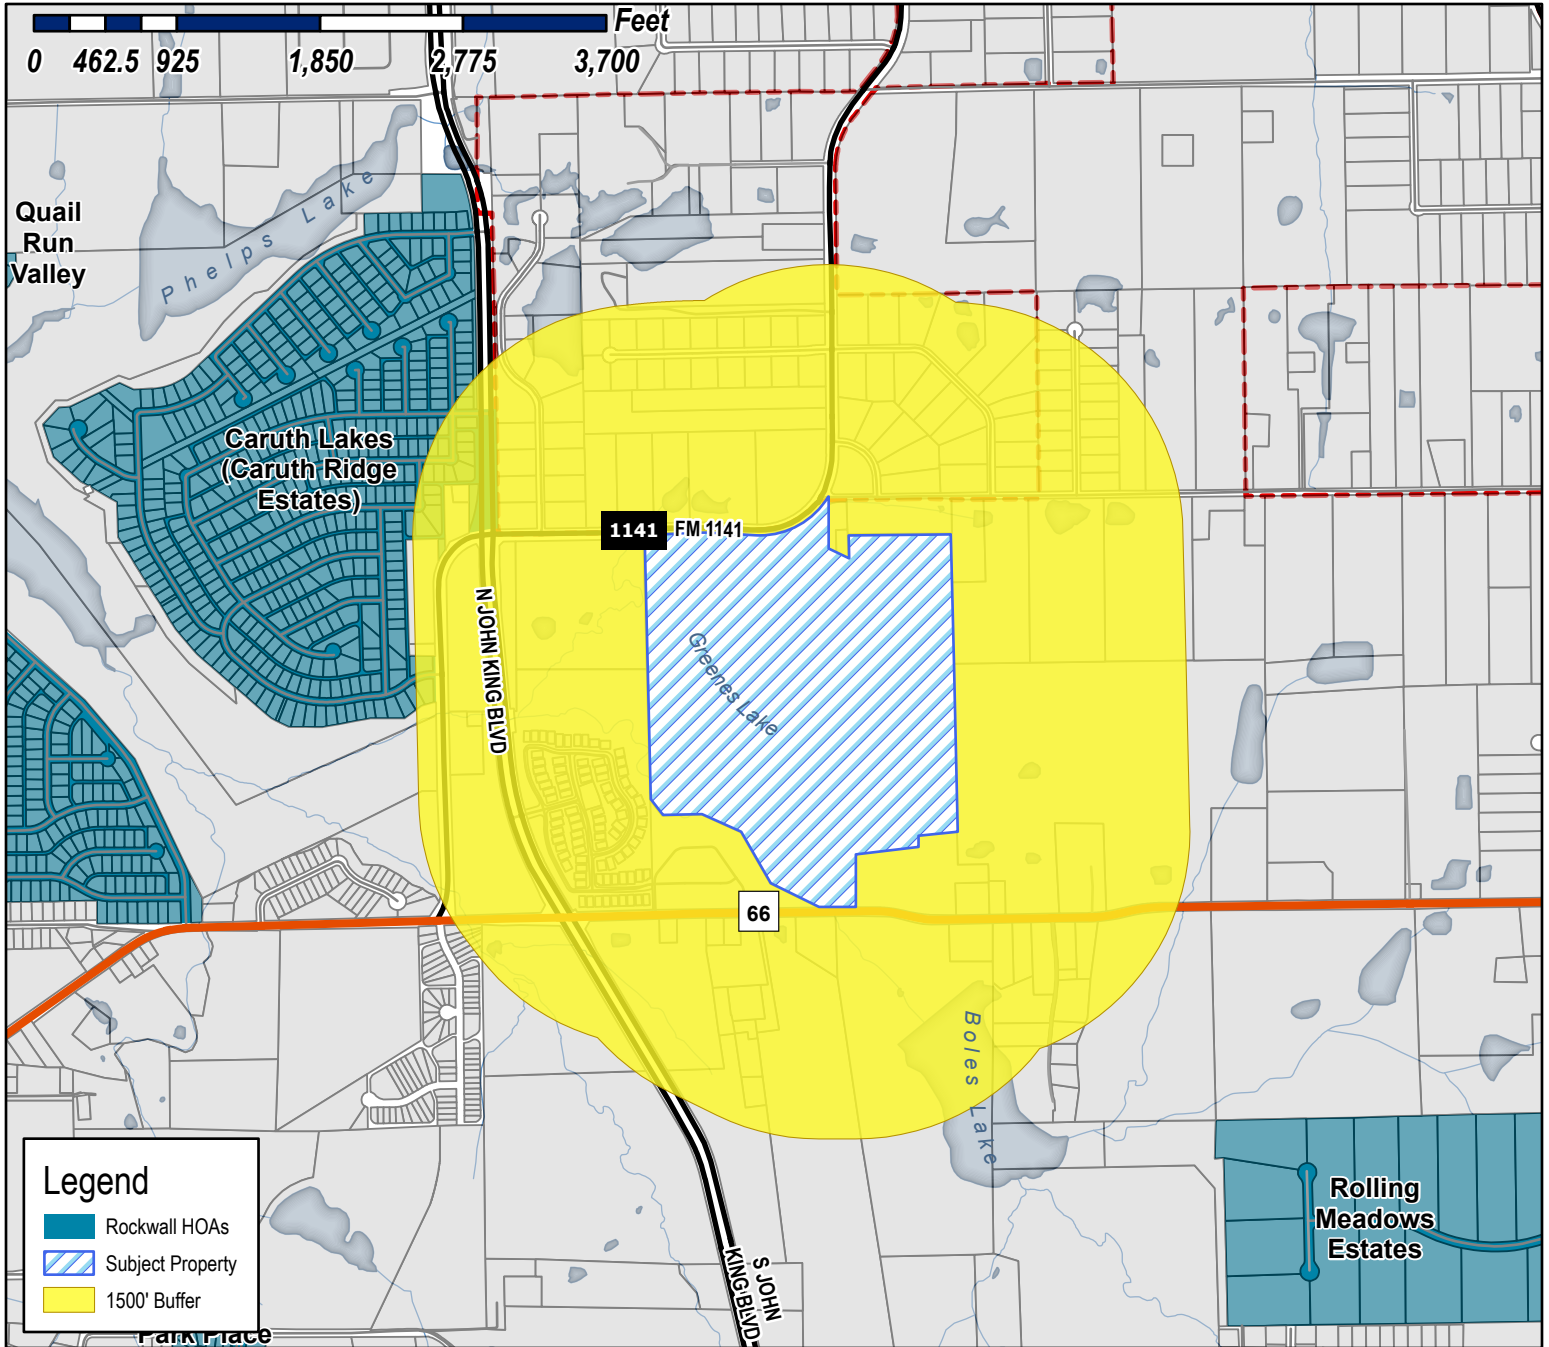 Feet
0 462.5 925 1,850 2,775 3,700
Quail
Run
Valley
Phelps Lake
Caruth Lakes
(Caruth Ridge
Estates)
1141 FM 1141
N JOHN KING BLVD
Greenes Lake
66
Boles Lake
Rolling
Meadows
Estates
S JOHN
KING BLVD
Legend
Rockwall HOAs
Subject Property
1500' Buffer
Park Place